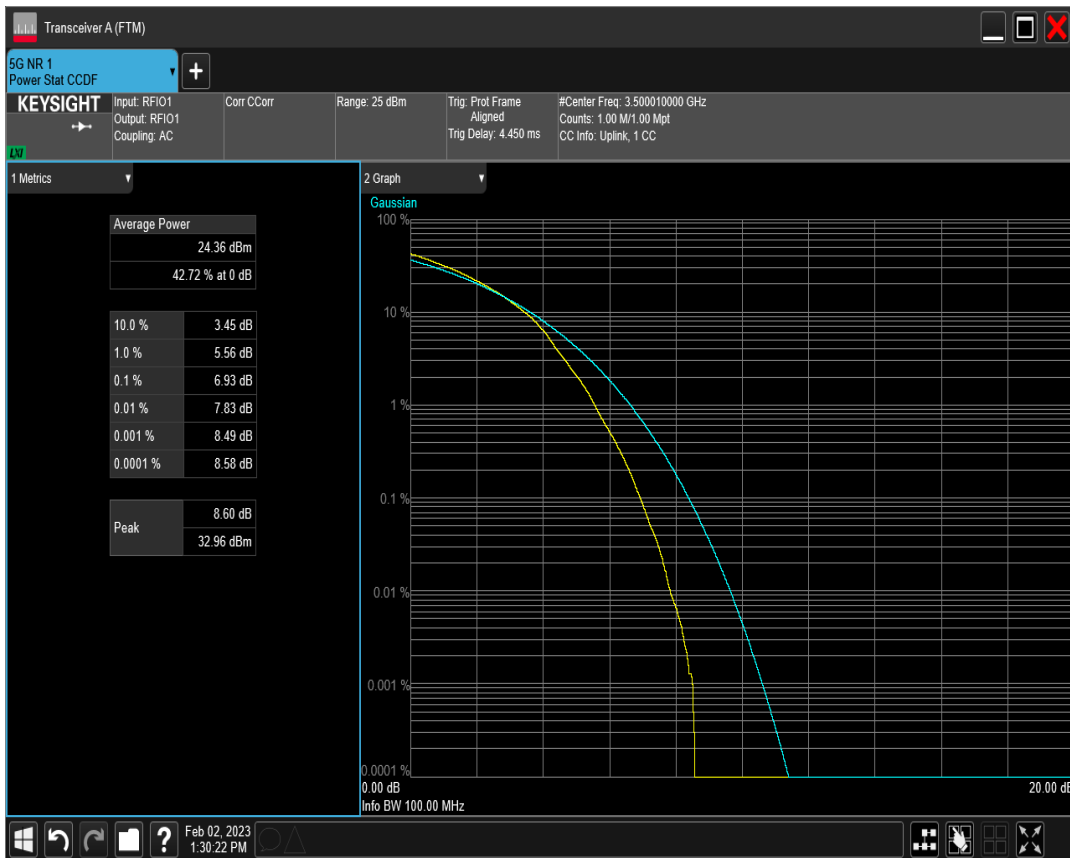 Transceiver A (FTM)
5G NR 1
Power Stat CCDF
+
KEYSIGHT
LXI
Input: RFIO1
Output: RFIO1
Coupling: AC
Corr CCorr
Range: 25 dBm
Trig: Prot Frame
Aligned
Trig Delay: 4.450 ms
#Center Freq: 3.500010000 GHz
Counts: 1.00 M/1.00 Mpt
CC Info: Uplink, 1 CC
1 Metrics
Average Power
24.36 dBm
42.72 % at 0 dB
10.0 % 3.45 dB
1.0 % 5.56 dB
0.1 % 6.93 dB
0.01 % 7.83 dB
0.001 % 8.49 dB
0.0001 % 8.58 dB
Peak
8.60 dB
32.96 dBm
2 Graph
Gaussian
100 %
10 %
1 %
0.1 %
0.01 %
0.001 %
0.0001 %
0.00 dB
20.00 dB
Info BW 100.00 MHz
?
Feb 02, 2023
1:30:22 PM